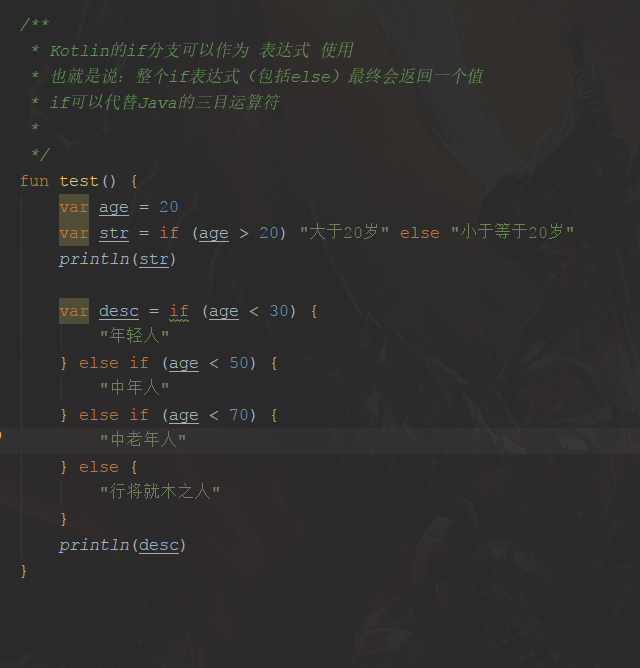 /**
 * Kotlin的if分支可以作为 表达式 使用
 * 也就是说：整个if表达式（包括else）最终会返回一个值
 * if可以代替Java的三目运算符
 *
 */
fun test() {
    var age = 20
    var str = if (age > 20) "大于20岁" else "小于等于20岁"
    println(str)

    var desc = if (age < 30) {
        "年轻人"
    } else if (age < 50) {
        "中年人"
    } else if (age < 70) {
        "中老年人"
    } else {
        "行将就木之人"
    }
    println(desc)
}